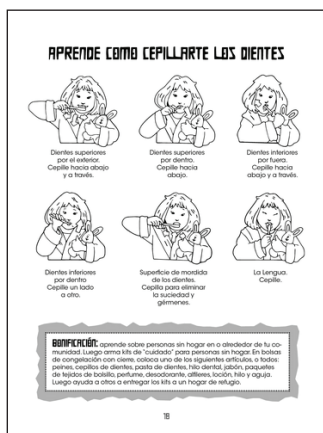 APRENDE COMO CEPILLARTE LOS DIENTES
Dientes superiores
por el exterior.
Cepille hacia abajo
y a través.
Dientes superiores
por dentro.
Cepille hacia
abajo.
Dientes inferiores
por fuera.
Cepille hacia
abajo y a través.
Dientes inferiores
por dentro
Cepille un lado
a otro.
Superficie de mordida
de los dientes.
Cepilla para eliminar
la suciedad y
gérmenes.
La Lengua.
Cepille.
BONIFICACIÓN: aprende sobre personas sin hogar en o alrededor de tu co-
munidad. Luego arma kits de "cuidado" para personas sin hogar. En bolsas
de congelación con cierre, coloca uno de los siguientes artículos, o todos:
peines, cepillos de dientes, pasta de dientes, hilo dental, jabón, paquetes
de tejidos de bolsillo, perfume, desodorante, alfileres, loción, hilo y aguja.
Luego ayuda a otros a entregar los kits a un hogar de refugio.
18